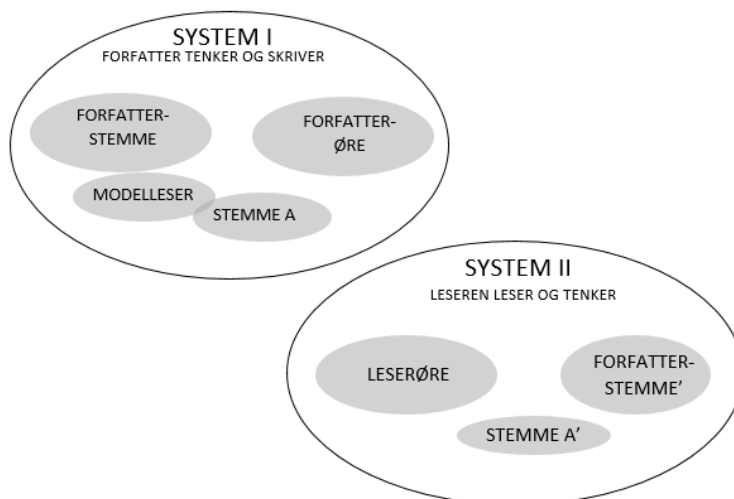 SYSTEM I
FORFATTER TENKER OG SKRIVER
FORFATTER-
STEMME
FORFATTER-
ØRE
MODELLESER
STEMME A
SYSTEM II
LESEREN LESER OG TENKER
LESERØRE
FORFATTER-
STEMME’
STEMME A’